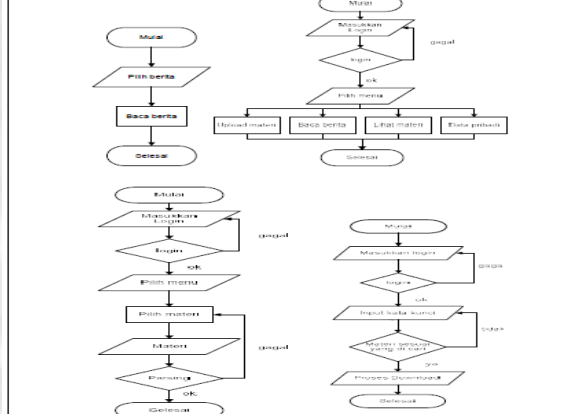 Mulai
Pilih berita
Baca berita
Selesai
Mulai
Masukkan
Login
gagal
login
ok
Pilih menu
Upload materi
Baca berita
Lihat materi
Data pribadi
Selesai
Mulai
Masukkan
Login
gagal
login
ok
Pilih menu
Pilih materi
Materi
gagal
Parsing
ok
Selesai
Mulai
Masukkan login
gagal
login
ok
Input kata kunci
tidak
Materi sesuai
yang di cari
ya
Proses Download
Selesai